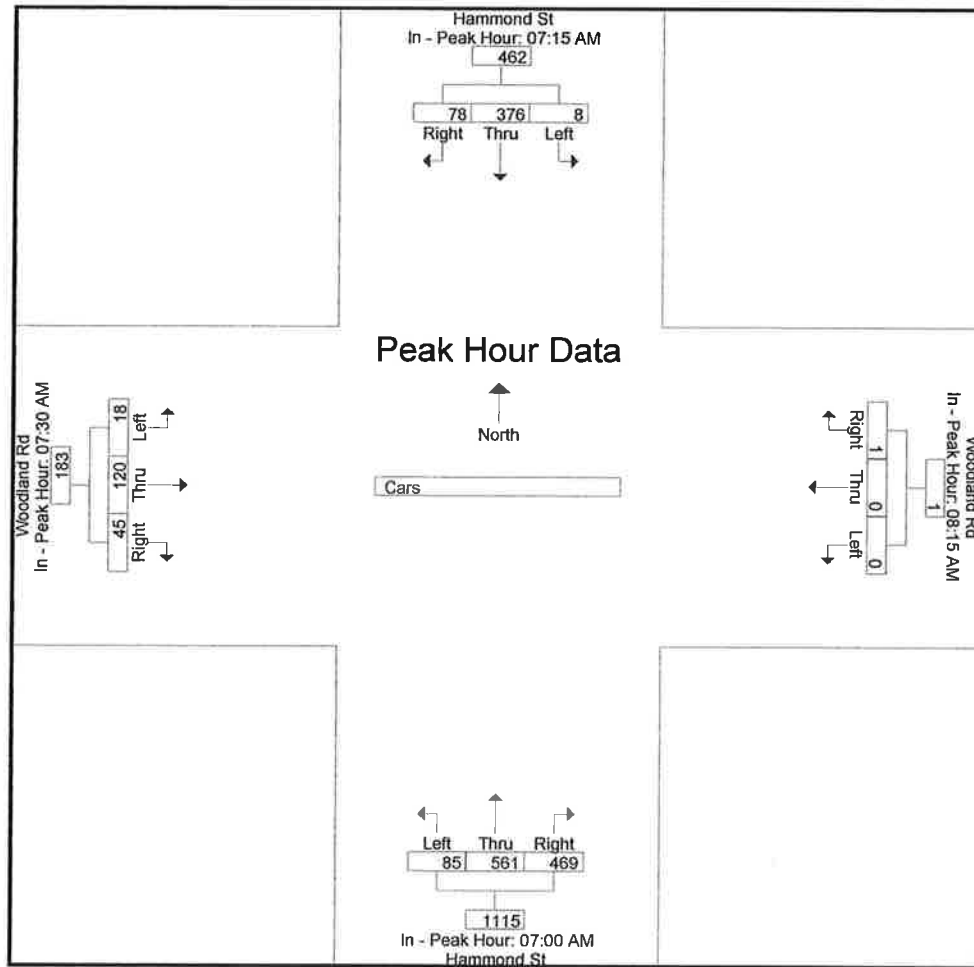 Hammond St
In - Peak Hour: 07:15 AM
462
78 376 8
Right Thru Left
Peak Hour Data
North
Cars
Woodland Rd
In - Peak Hour: 07:30 AM
183
18 120 45
Left Thru Right
Woodland Rd
In - Peak Hour: 08:15 AM
1
1 0 0
Right Thru Left
Left Thru Right
85 561 469
1115
In - Peak Hour: 07:00 AM
Hammond St